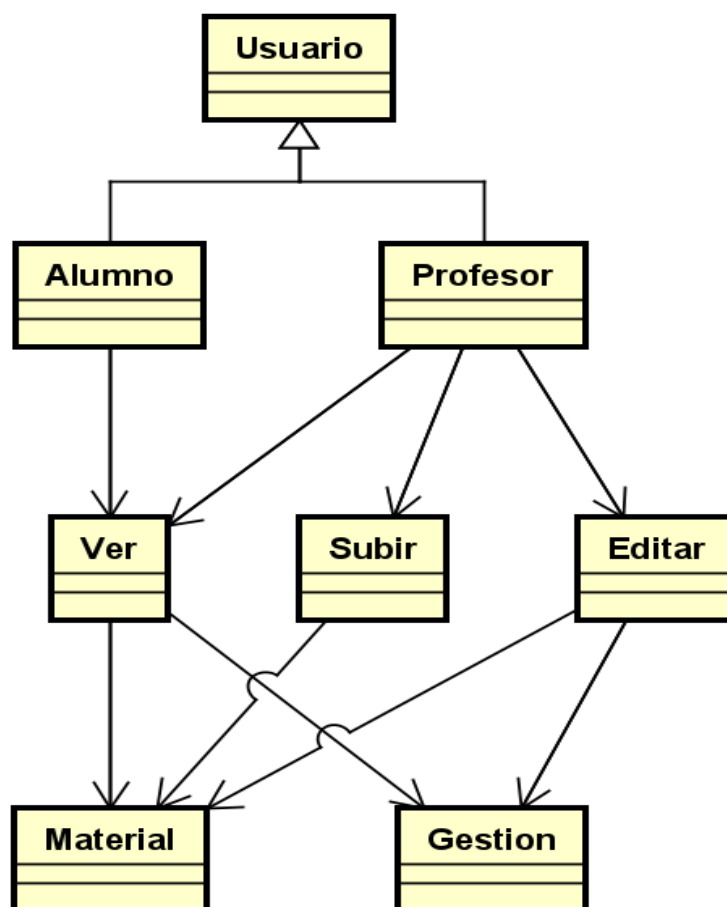 Usuario
Alumno
Profesor
Ver
Subir
Editar
Material
Gestion